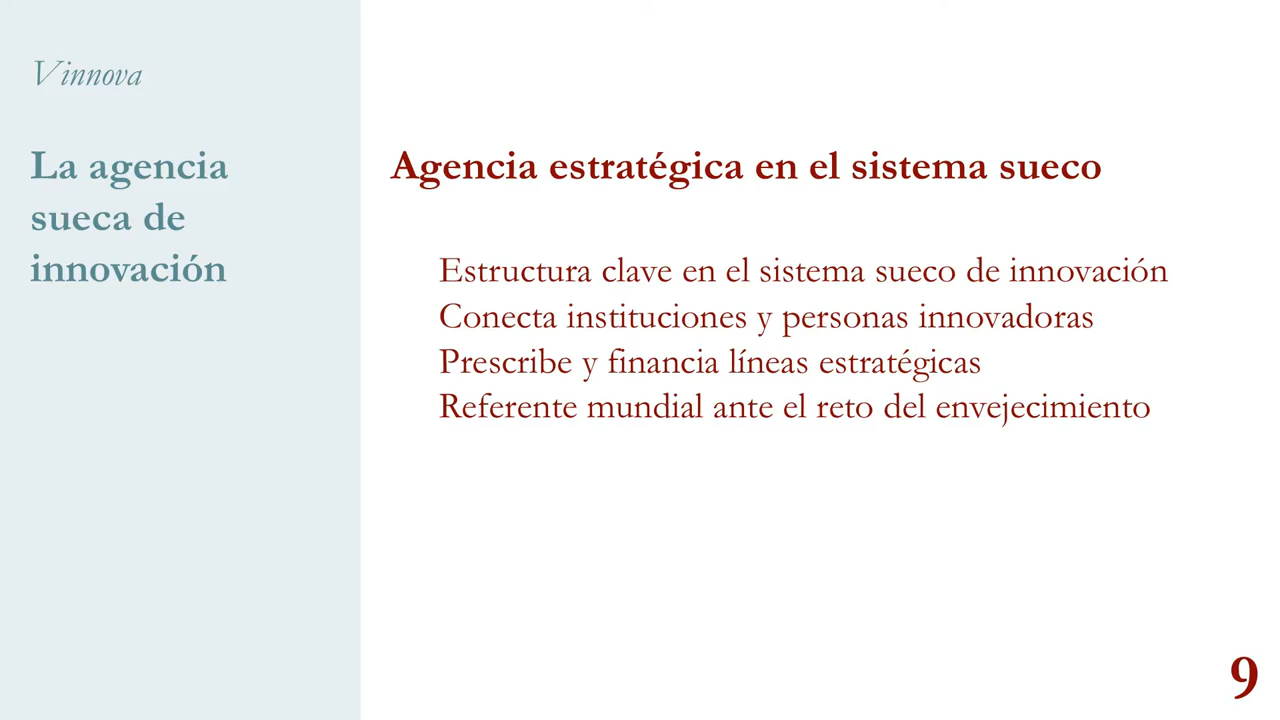 Vinnova
La agencia
sueca de
innovación
Agencia estratégica en el sistema sueco
Estructura clave en el sistema sueco de innovación
Conecta instituciones y personas innovadoras
Prescribe y financia líneas estratégicas
Referente mundial ante el reto del envejecimiento
9